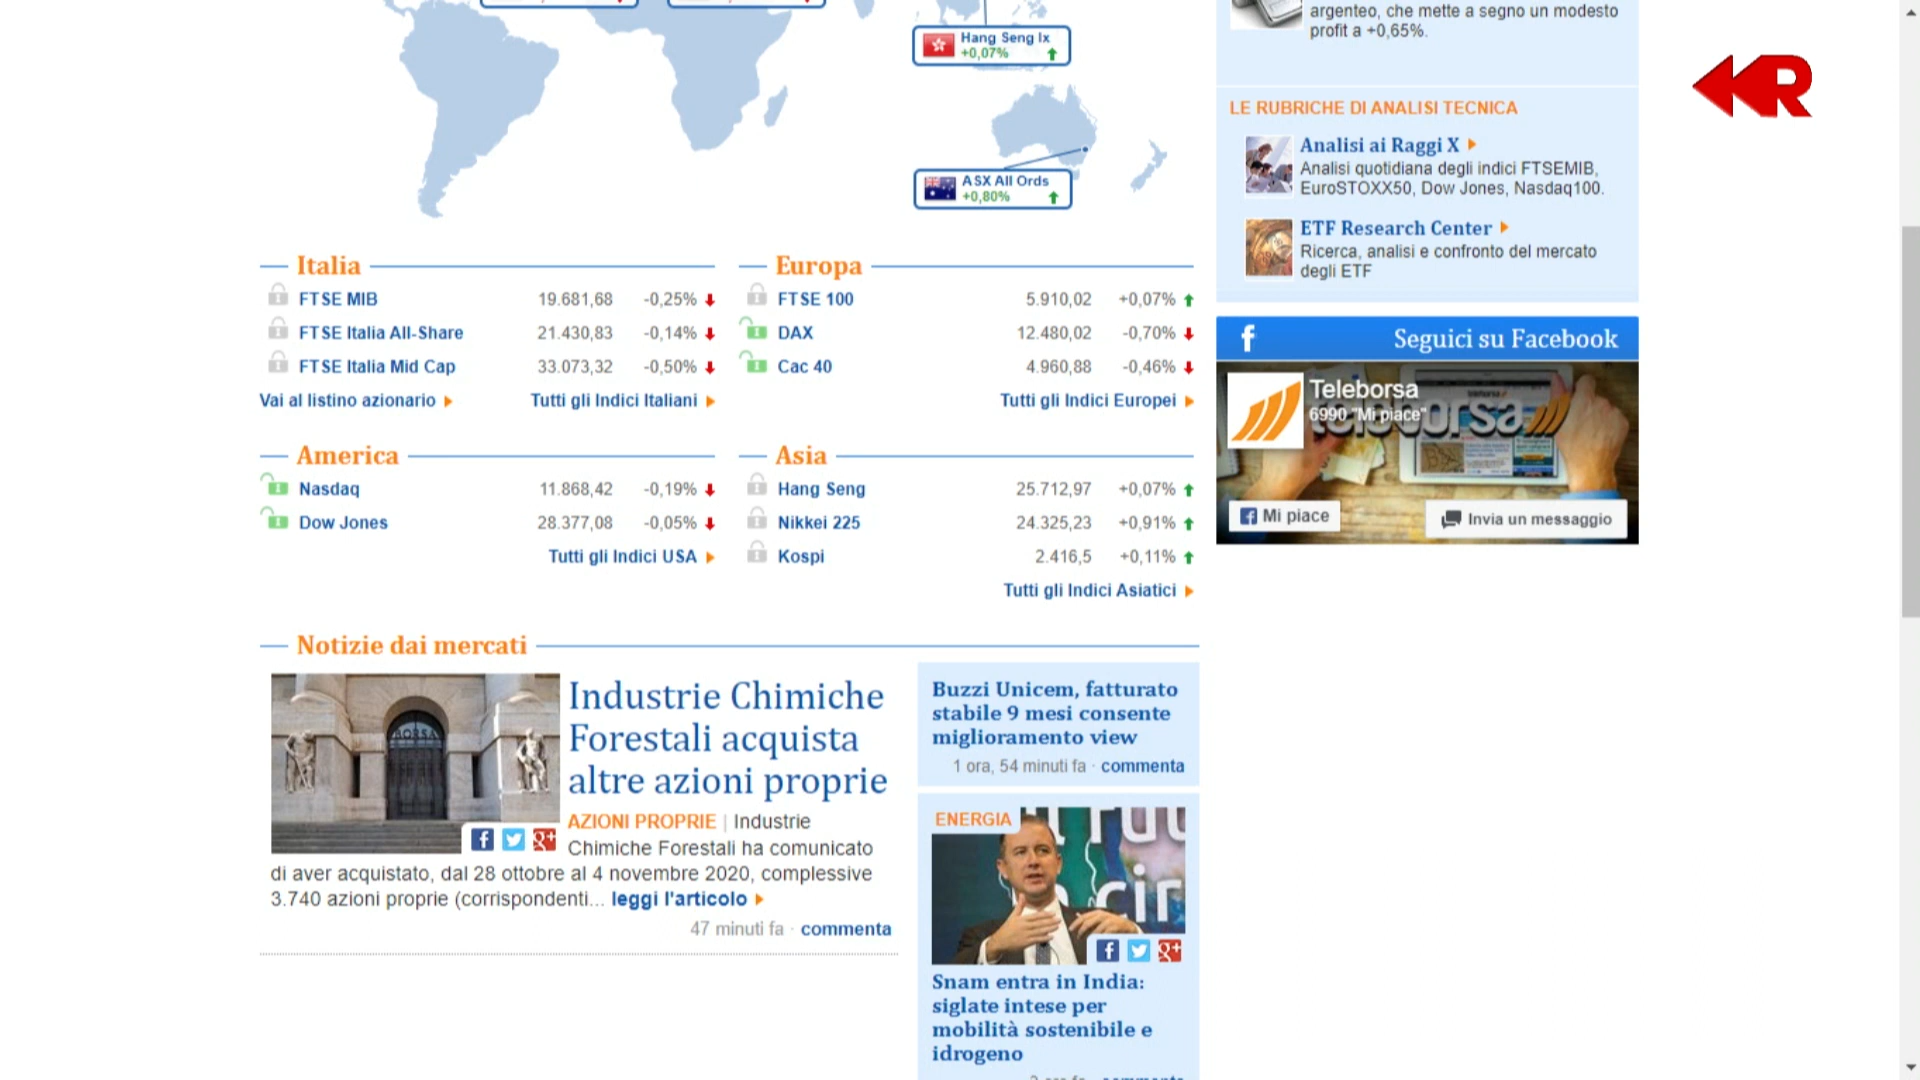 Hang Seng Ix
+0,07%
ASX All Ords
+0,80%
argenteo, che mette a segno un modesto
profit a +0,65%.
R
LE RUBRICHE DI ANALISI TECNICA
Analisi ai Raggi X
Analisi quotidiana degli indici FTSEMIB,
EuroSTOXX50, Dow Jones, Nasdaq100.
ETF Research Center
Ricerca, analisi e confronto del mercato
degli ETF
Seguici su Facebook
Teleborsa
6990 "Mi piace"
teleborsa
Mi piace
Invia un messaggio
Italia
FTSE MIB 19.681,68 -0,25%
FTSE Italia All-Share 21.430,83 -0,14%
FTSE Italia Mid Cap 33.073,32 -0,50%
Vai al listino azionario Tutti gli Indici Italiani
Europa
FTSE 100 5.910,02 +0,07%
DAX 12.480,02 -0,70%
Cac 40 4.960,88 -0,46%
Tutti gli Indici Europei
America
Nasdaq 11.868,42 -0,19%
Dow Jones 28.377,08 -0,05%
Tutti gli Indici USA
Asia
Hang Seng 25.712,97 +0,07%
Nikkei 225 24.325,23 +0,91%
Kospi 2.416,5 +0,11%
Tutti gli Indici Asiatici
Notizie dai mercati
BORSA
Industrie Chimiche
Forestali acquista
altre azioni proprie
AZIONI PROPRIE | Industrie
Chimiche Forestali ha comunicato
di aver acquistato, dal 28 ottobre al 4 novembre 2020, complessive
3.740 azioni proprie (corrispondenti... leggi l'articolo
47 minuti fa · commenta
Buzzi Unicem, fatturato
stabile 9 mesi consente
miglioramento view
1 ora, 54 minuti fa · commenta
ENERGIA
Snam entra in India:
siglate intese per
mobilità sostenibile e
idrogeno